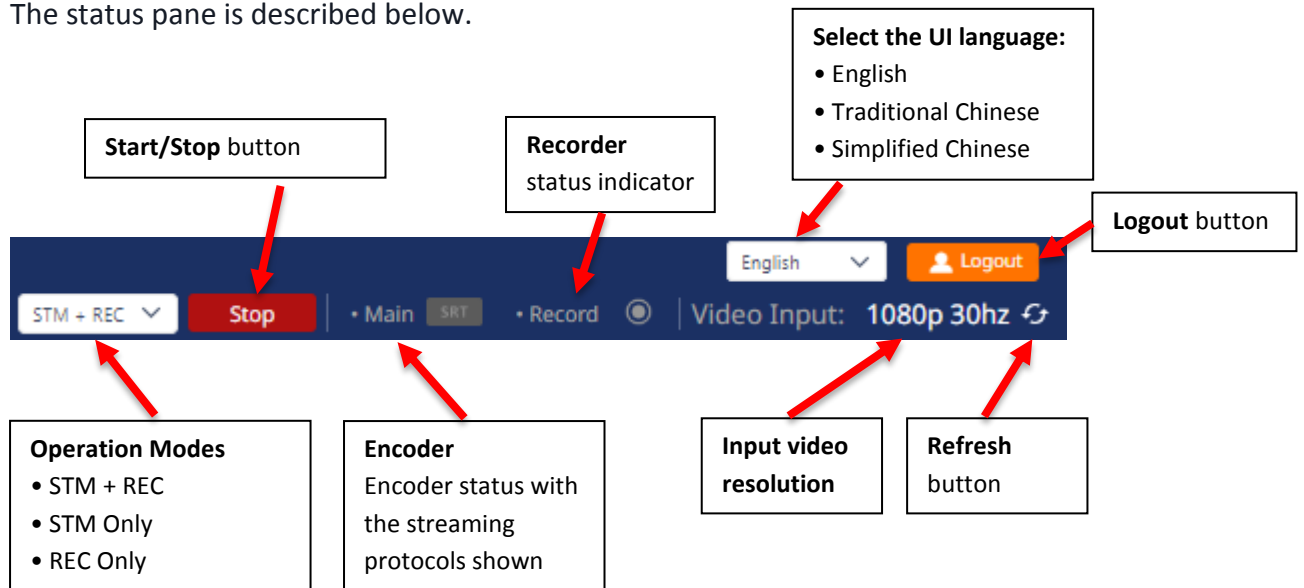 The status pane is described below.
Select the UI language:
• English
• Traditional Chinese
• Simplified Chinese
Start/Stop button
Recorder
status indicator
Logout button
English
Logout
STM + REC
Stop
• Main SRT
• Record
Video Input: 1080p 30hz
Operation Modes
• STM + REC
• STM Only
• REC Only
Encoder
Encoder status with
the streaming
protocols shown
Input video
resolution
Refresh
button